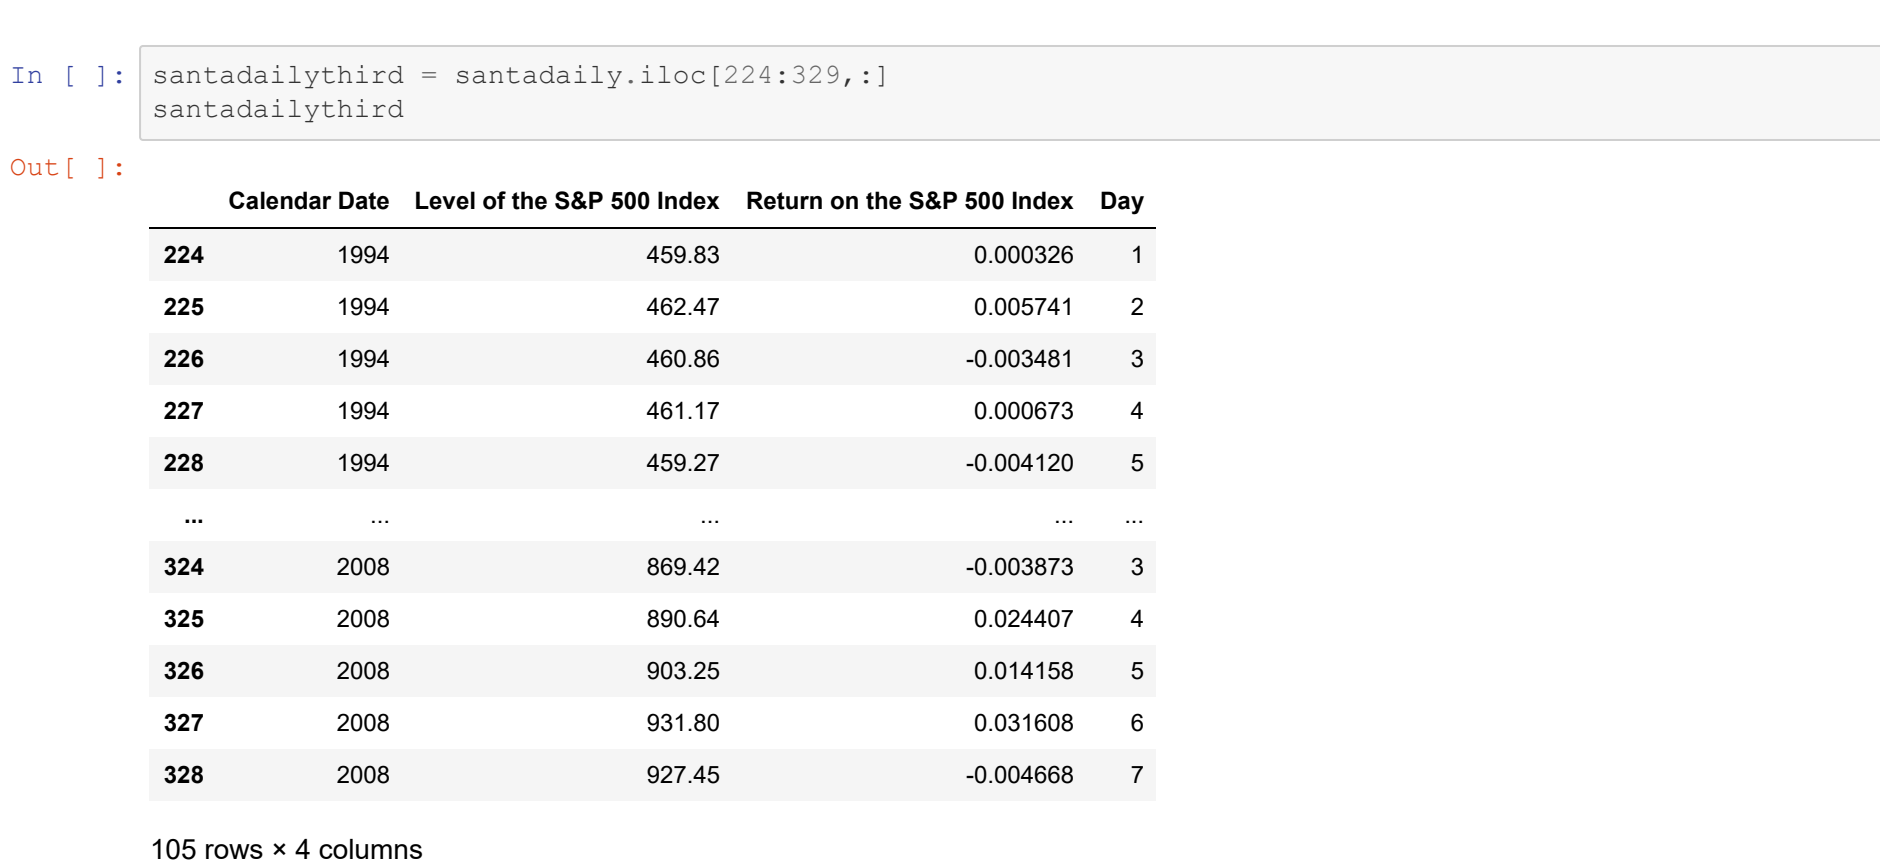 In [ ]: santadailythird = santadaily.iloc[224:329,:]
santadailythird
Out[ ]:
Calendar Date Level of the S&P 500 Index Return on the S&P 500 Index Day
224 1994 459.83 0.000326 1
225 1994 462.47 0.005741 2
226 1994 460.86 -0.003481 3
227 1994 461.17 0.000673 4
228 1994 459.27 -0.004120 5
... ... ... ... ...
324 2008 869.42 -0.003873 3
325 2008 890.64 0.024407 4
326 2008 903.25 0.014158 5
327 2008 931.80 0.031608 6
328 2008 927.45 -0.004668 7
105 rows × 4 columns